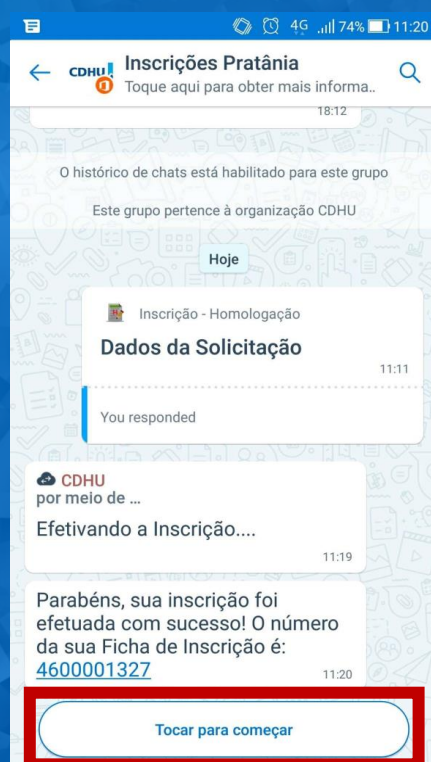 4G 74% 11:20
CDHU
Inscrições Pratânia
Toque aqui para obter mais informa..
18:12
O histórico de chats está habilitado para este grupo
Este grupo pertence à organização CDHU
Hoje
Inscrição - Homologação
Dados da Solicitação
11:11
You responded
CDHU
por meio de ...
Efetivando a Inscrição....
11:19
Parabéns, sua inscrição foi
efetuada com sucesso! O número
da sua Ficha de Inscrição é:
4600001327
11:20
Tocar para começar